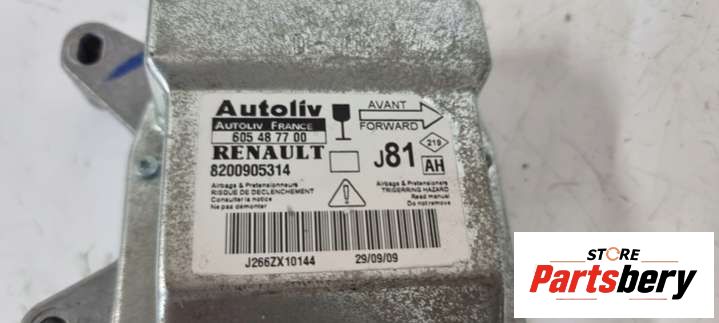 Autoliv
AVANT
AUTOLIV FRANCE
FORWARD
605 48 77 00
RENAULT
J81
219
8200905314
AH
Airbags & Pretensionneurs
RISQUE DE DECLENCHEMENT
Consulter la notice
Ne pas démonter
Airbags & Pretensioners
TRIGERRING HAZARD
Read manual
Do not remove
J266ZX10144
29/09/09
STORE
Partsbery